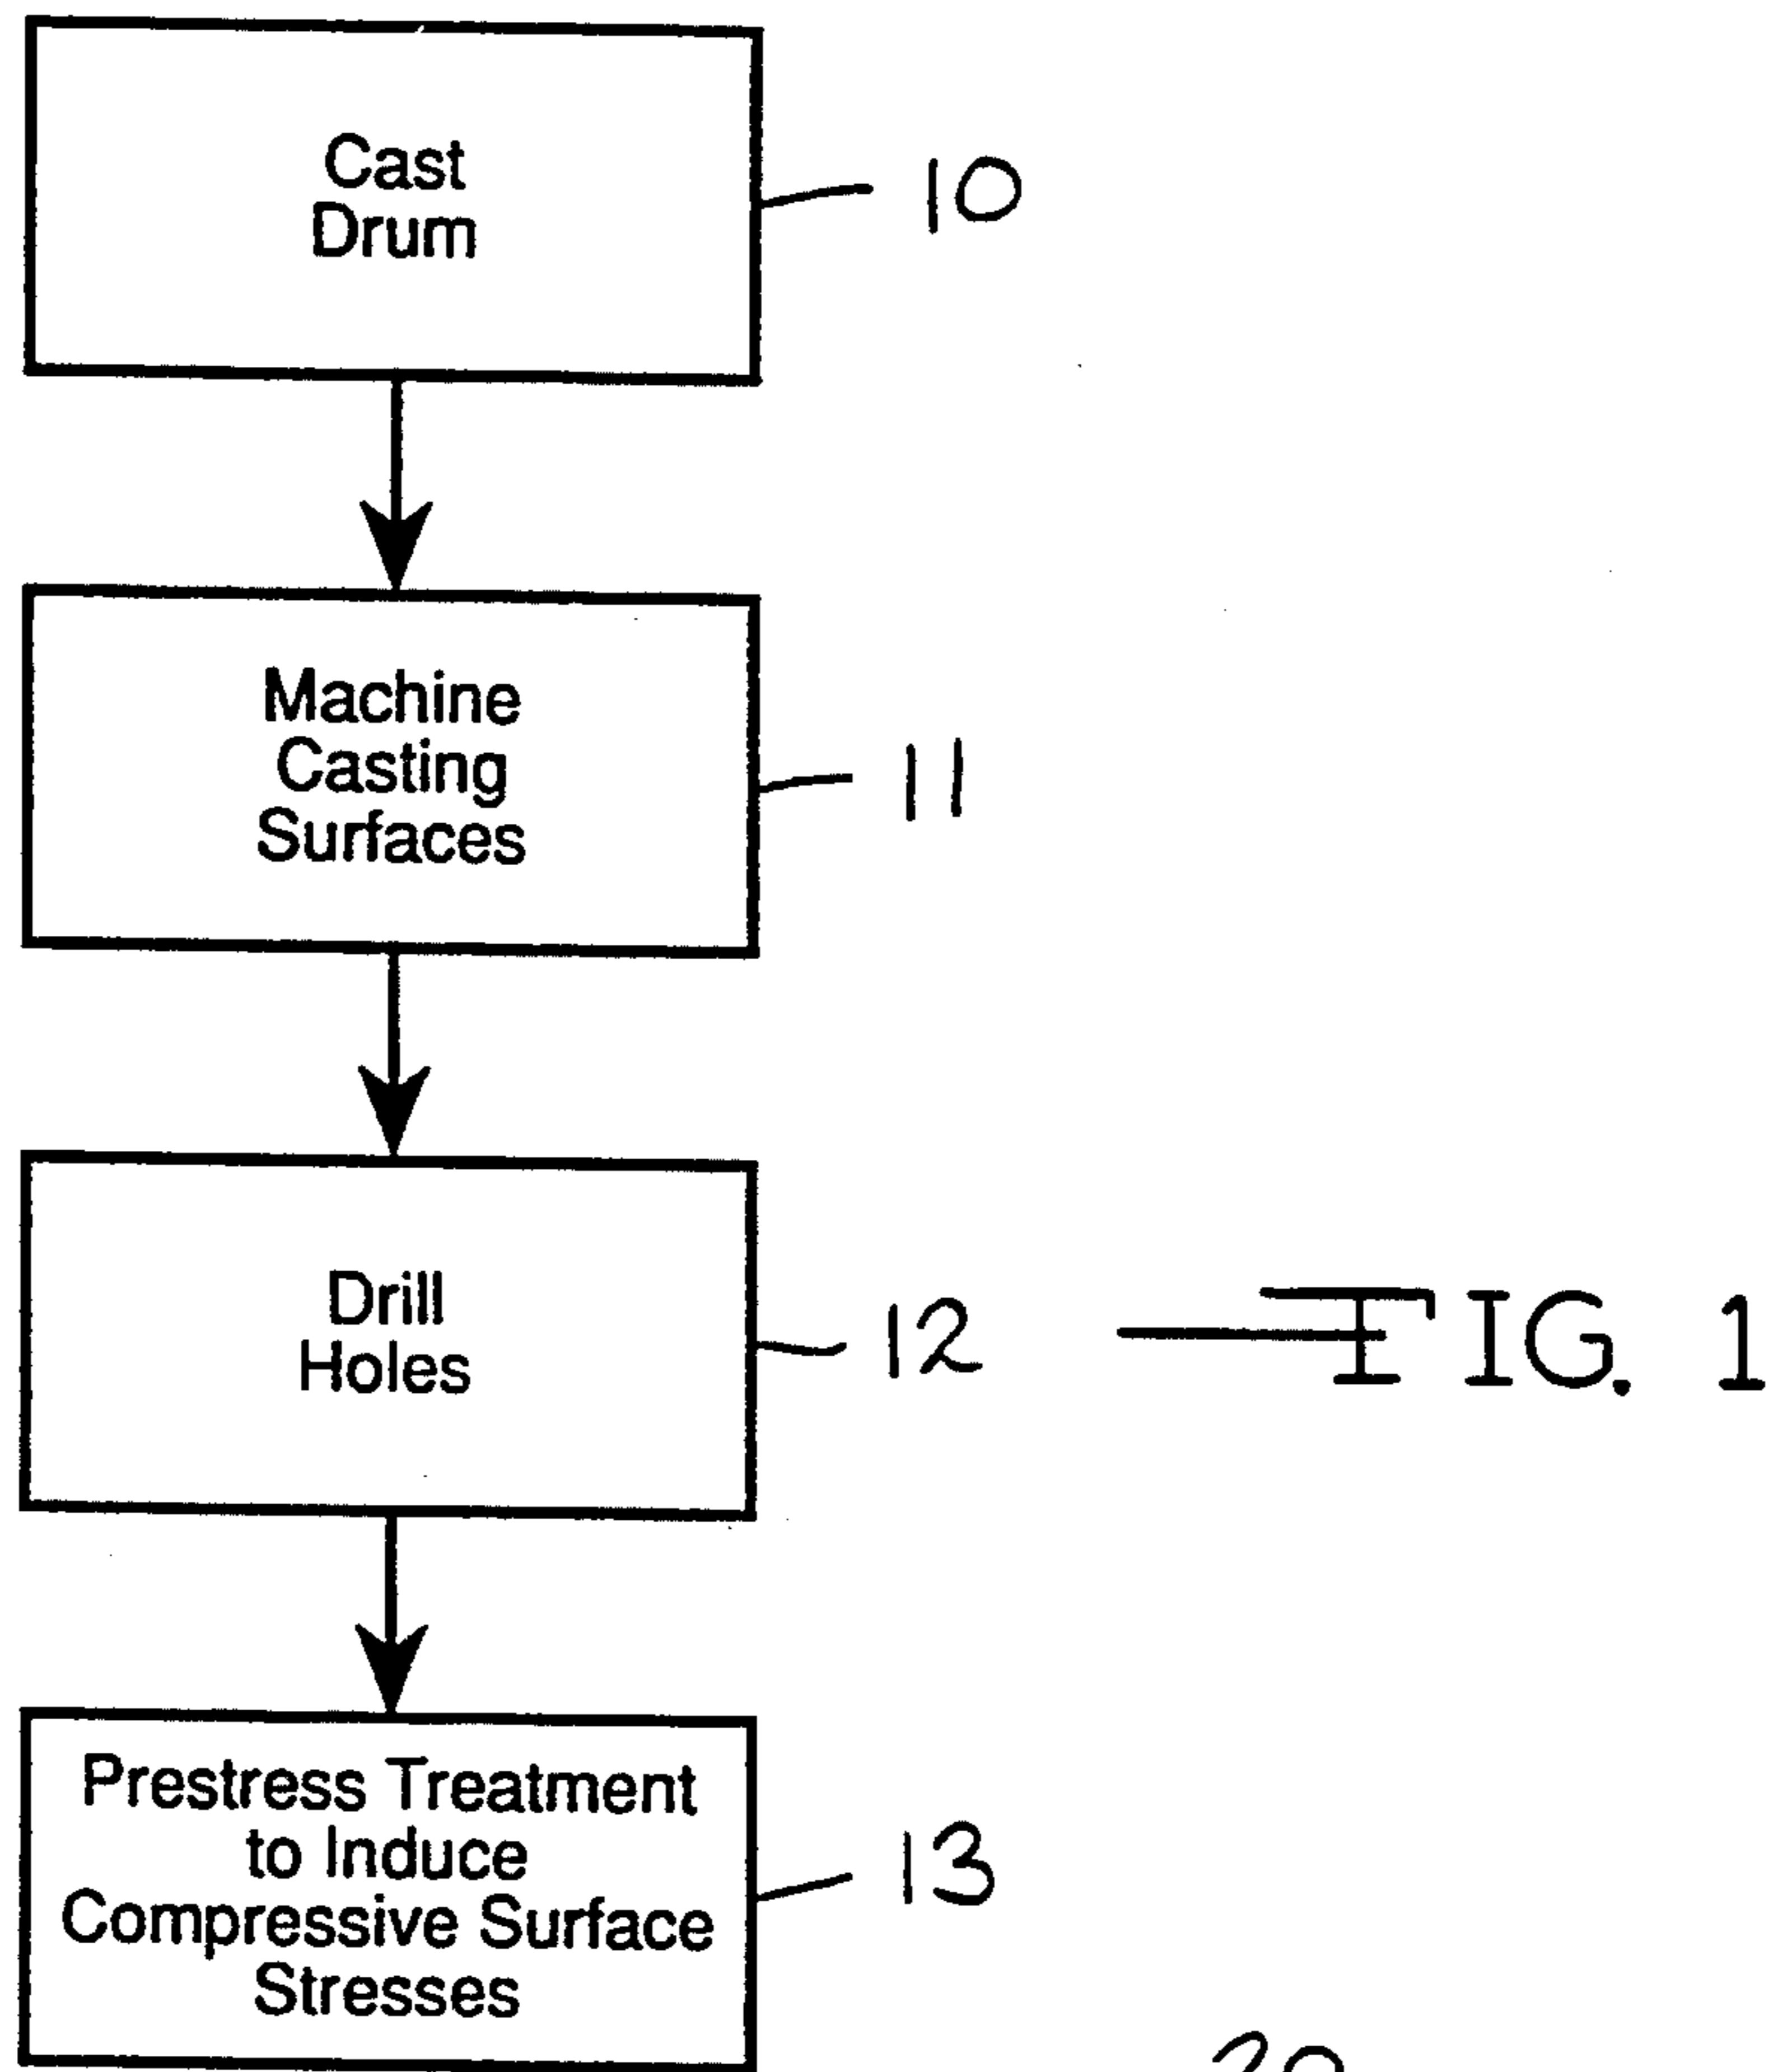 Cast
Drum
10
Machine
Casting
Surfaces
11
Drill
Holes
12
FIG. 1
Prestress Treatment
to Induce
Compressive Surface
Stresses
13